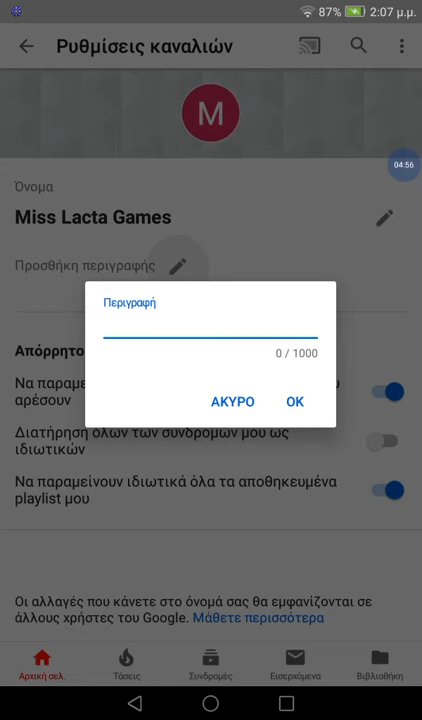 87% 2:07 μ.μ.
Ρυθμίσεις καναλιών
M
04:56
Όνομα
Miss Lacta Games
Προσθήκη περιγραφής
Περιγραφή
0 / 1000
ΑΚΥΡΟ OK
Απόρρητο
Να παραμε
αρέσουν
Διατήρηση όλων των συνδρομών μου ως
ιδιωτικών
Να παραμείνουν ιδιωτικά όλα τα αποθηκευμένα
playlist μου
Οι αλλαγές που κάνετε στο όνομά σας θα εμφανίζονται σε
άλλους χρήστες του Google. Μάθετε περισσότερα
Αρχική σελ. Τάσεις Συνδρομές Εισερχόμενα Βιβλιοθήκη